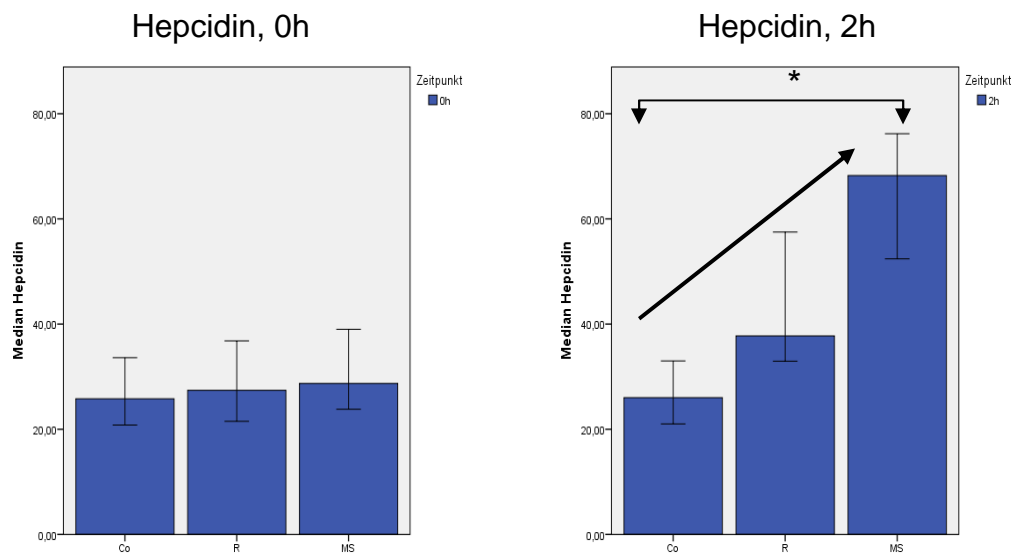 Hepcidin, 0h
Zeitpunkt
0h
Median Hepcidin
80,00
60,00
40,00
20,00
0,00
Co
R
MS
Hepcidin, 2h
Zeitpunkt
2h
*
Median Hepcidin
80,00
60,00
40,00
20,00
0,00
Co
R
MS